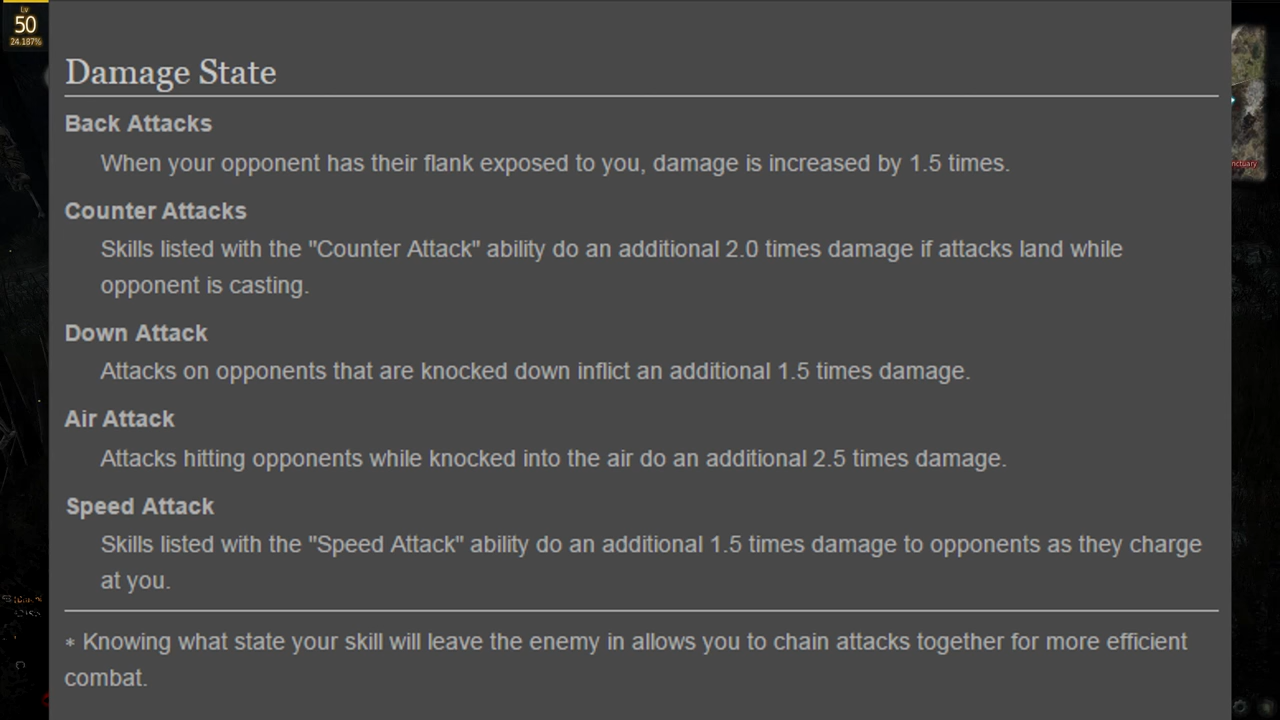 Lv
50
24.187%
Damage State
Back Attacks
When your opponent has their flank exposed to you, damage is increased by 1.5 times.
Counter Attacks
Skills listed with the "Counter Attack" ability do an additional 2.0 times damage if attacks land while
opponent is casting.
Down Attack
Attacks on opponents that are knocked down inflict an additional 1.5 times damage.
Air Attack
Attacks hitting opponents while knocked into the air do an additional 2.5 times damage.
Speed Attack
Skills listed with the "Speed Attack" ability do an additional 1.5 times damage to opponents as they charge
at you.
* Knowing what state your skill will leave the enemy in allows you to chain attacks together for more efficient
combat.